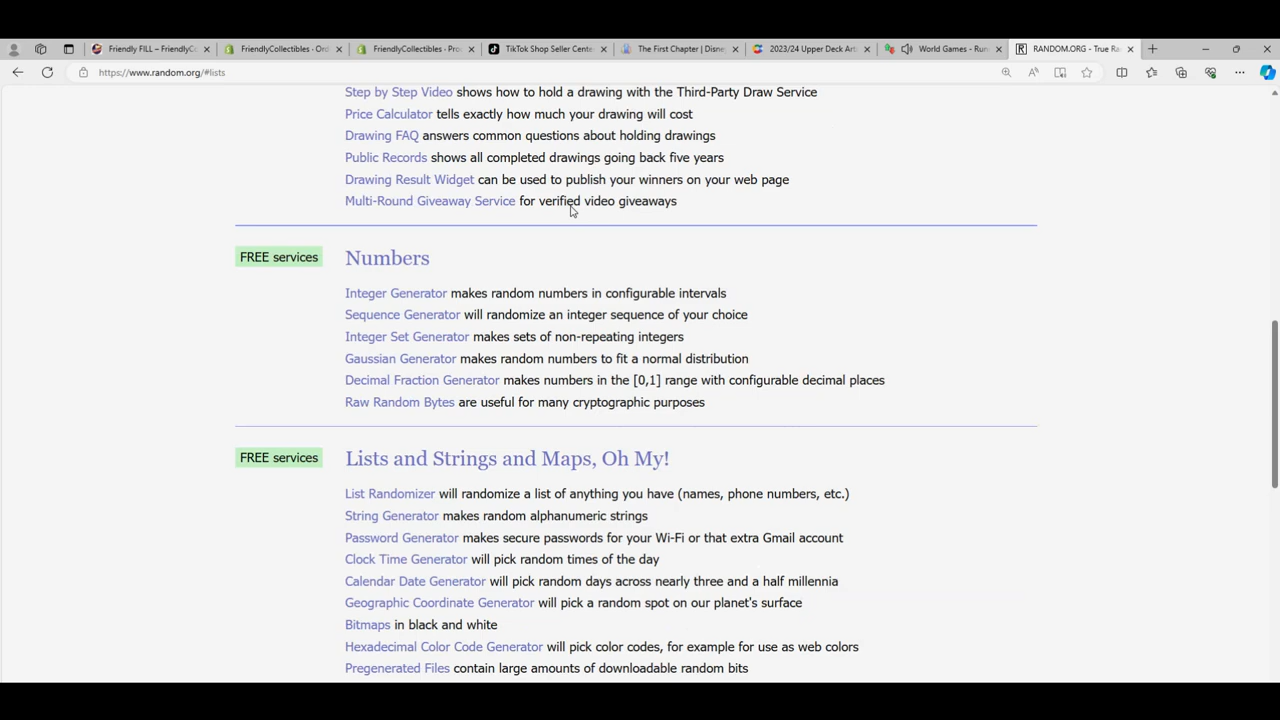 Friendly FILL – FriendlyC
FriendlyCollectibles · Ord
FriendlyCollectibles · Pro
TikTok Shop Seller Cente
The First Chapter | Disne
2023/24 Upper Deck Arti
World Games - Run
RANDOM.ORG - True Ra
https://www.random.org/#lists
Step by Step Video shows how to hold a drawing with the Third-Party Draw Service
Price Calculator tells exactly how much your drawing will cost
Drawing FAQ answers common questions about holding drawings
Public Records shows all completed drawings going back five years
Drawing Result Widget can be used to publish your winners on your web page
Multi-Round Giveaway Service for verified video giveaways
FREE services
Numbers
Integer Generator makes random numbers in configurable intervals
Sequence Generator will randomize an integer sequence of your choice
Integer Set Generator makes sets of non-repeating integers
Gaussian Generator makes random numbers to fit a normal distribution
Decimal Fraction Generator makes numbers in the [0,1] range with configurable decimal places
Raw Random Bytes are useful for many cryptographic purposes
FREE services
Lists and Strings and Maps, Oh My!
List Randomizer will randomize a list of anything you have (names, phone numbers, etc.)
String Generator makes random alphanumeric strings
Password Generator makes secure passwords for your Wi-Fi or that extra Gmail account
Clock Time Generator will pick random times of the day
Calendar Date Generator will pick random days across nearly three and a half millennia
Geographic Coordinate Generator will pick a random spot on our planet's surface
Bitmaps in black and white
Hexadecimal Color Code Generator will pick color codes, for example for use as web colors
Pregenerated Files contain large amounts of downloadable random bits